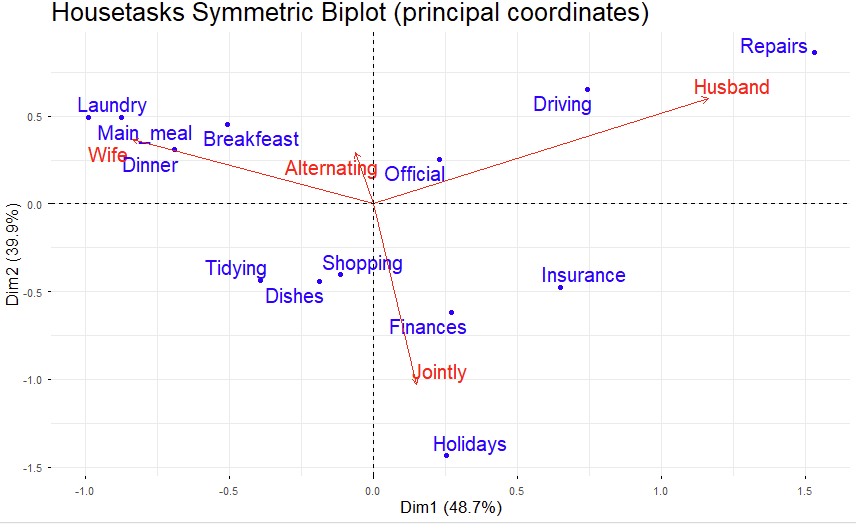 Housetasks Symmetric Biplot (principal coordinates)
Repairs
Husband
Laundry
Driving
0.5
Main_meal
Breakfeast
Wife
Dinner
Alternating
Official
0.0
Dim2 (39.9%)
Tidying
Shopping
Insurance
-0.5
Dishes
Finances
-1.0
Jointly
Holidays
-1.5
-1.0
-0.5
0.0
0.5
1.0
1.5
Dim1 (48.7%)